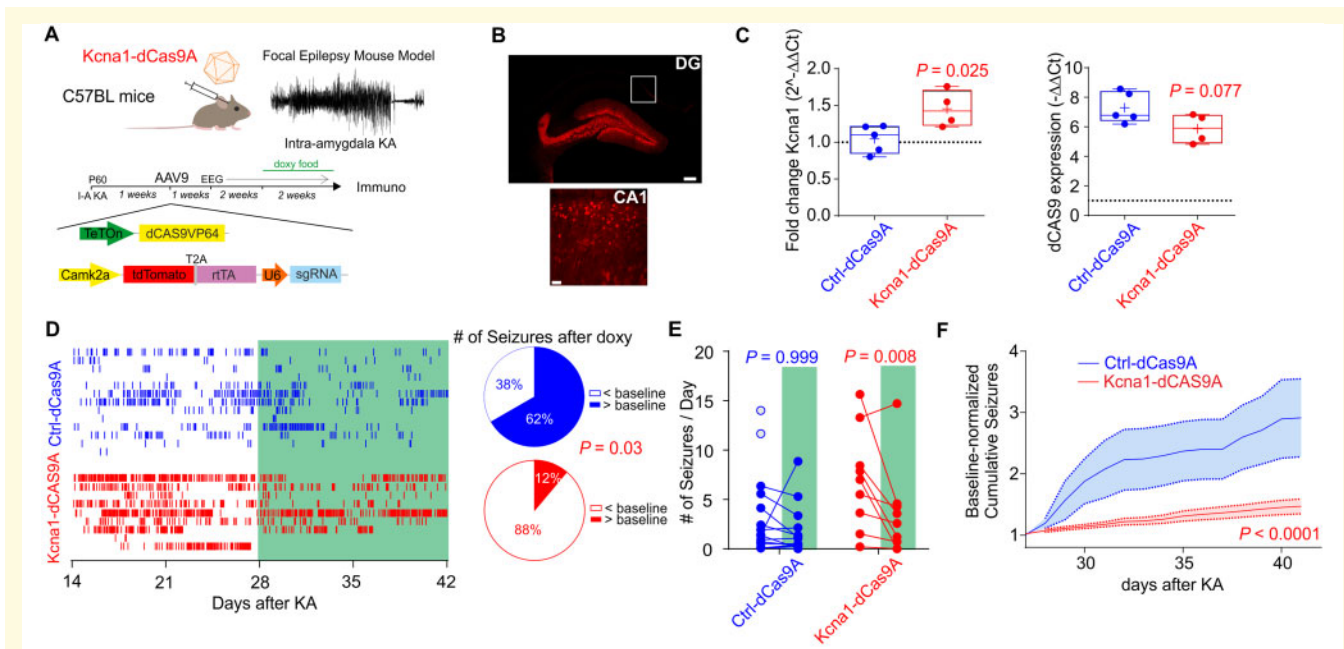 A
Kcna1-dCas9A
C57BL mice
Focal Epilepsy Mouse Model
Intra-amygdala KA
doxy food
P60
AAV9
EEG
Immuno
I-A KA
1 weeks
1 weeks
2 weeks
2 weeks
TeTOn
dCAS9VP64
T2A
Camk2a
tdTomato
rtTA
U6
sgRNA
B
DG
CA1
C
Fold change Kcna1 (2^-ΔΔCt)
2.0
1.5
1.0
0.5
0.0
P = 0.025
Ctrl-dCas9A
Kcna1-dCas9A
dCAS9 expression (-ΔΔCt)
10
8
6
4
2
0
P = 0.077
Ctrl-dCas9A
Kcna1-dCas9A
D
Ctrl-dCas9A
Kcna1-dCAS9A
14
21
28
35
42
Days after KA
# of Seizures after doxy
38%
62%
< baseline
> baseline
P = 0.03
12%
88%
< baseline
> baseline
E
# of Seizures / Day
20
15
10
5
0
P = 0.999
P = 0.008
Ctrl-dCas9A
Kcna1-dCas9A
F
Baseline-normalized
Cumulative Seizures
4
3
2
1
Ctrl-dCas9A
Kcna1-dCAS9A
P < 0.0001
30
35
40
days after KA